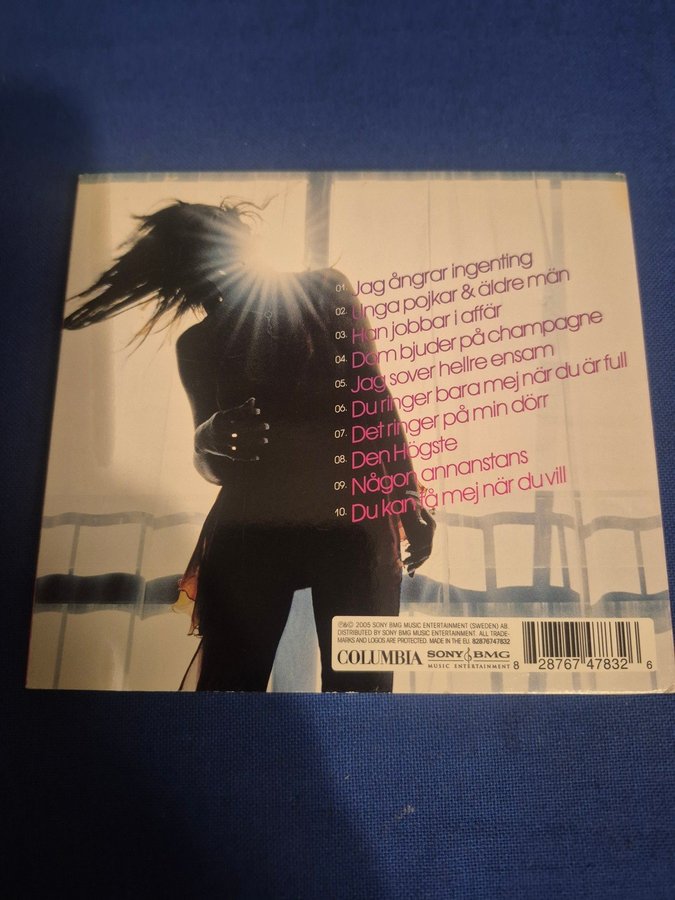 01. Jag ångrar ingenting
02. Unga pojkar & äldre män
03. Han jobbar i affär
04. Dom bjuder på champagne
05. Jag sover hellre ensam
06. Du ringer bara mej när du är full
07. Det ringer på min dörr
08. Den Högste
09. Någon annanstans
10. Du kan få mej när du vill
℗&© 2005 SONY BMG MUSIC ENTERTAINMENT (SWEDEN) AB.
DISTRIBUTED BY SONY BMG MUSIC ENTERTAINMENT. ALL TRADE-
MARKS AND LOGOS ARE PROTECTED. MADE IN THE EU. 82876747832
COLUMBIA SONY BMG
MUSIC ENTERTAINMENT
8 28767 47832 6